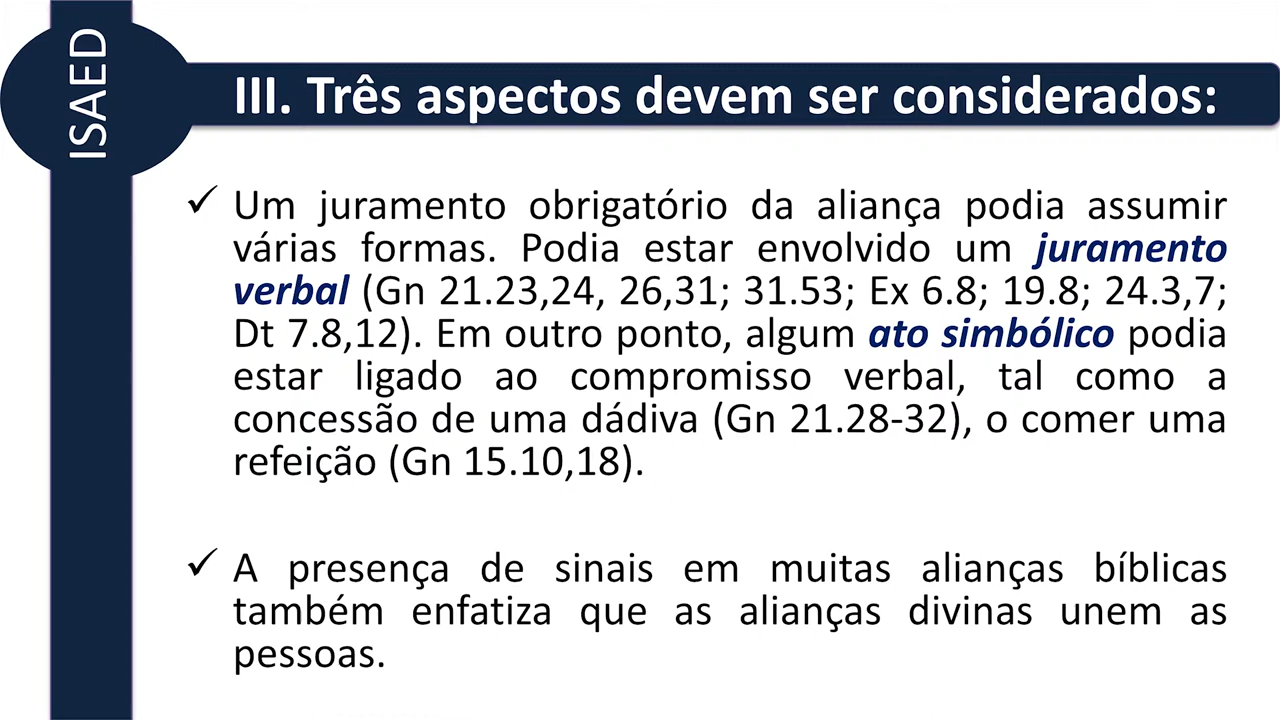 ISAED
III. Três aspectos devem ser considerados:
✓ Um juramento obrigatório da aliança podia assumir
várias formas. Podia estar envolvido um juramento
verbal (Gn 21.23,24, 26,31; 31.53; Ex 6.8; 19.8; 24.3,7;
Dt 7.8,12). Em outro ponto, algum ato simbólico podia
estar ligado ao compromisso verbal, tal como a
concessão de uma dádiva (Gn 21.28-32), o comer uma
refeição (Gn 15.10,18).
✓ A presença de sinais em muitas alianças bíblicas
também enfatiza que as alianças divinas unem as
pessoas.